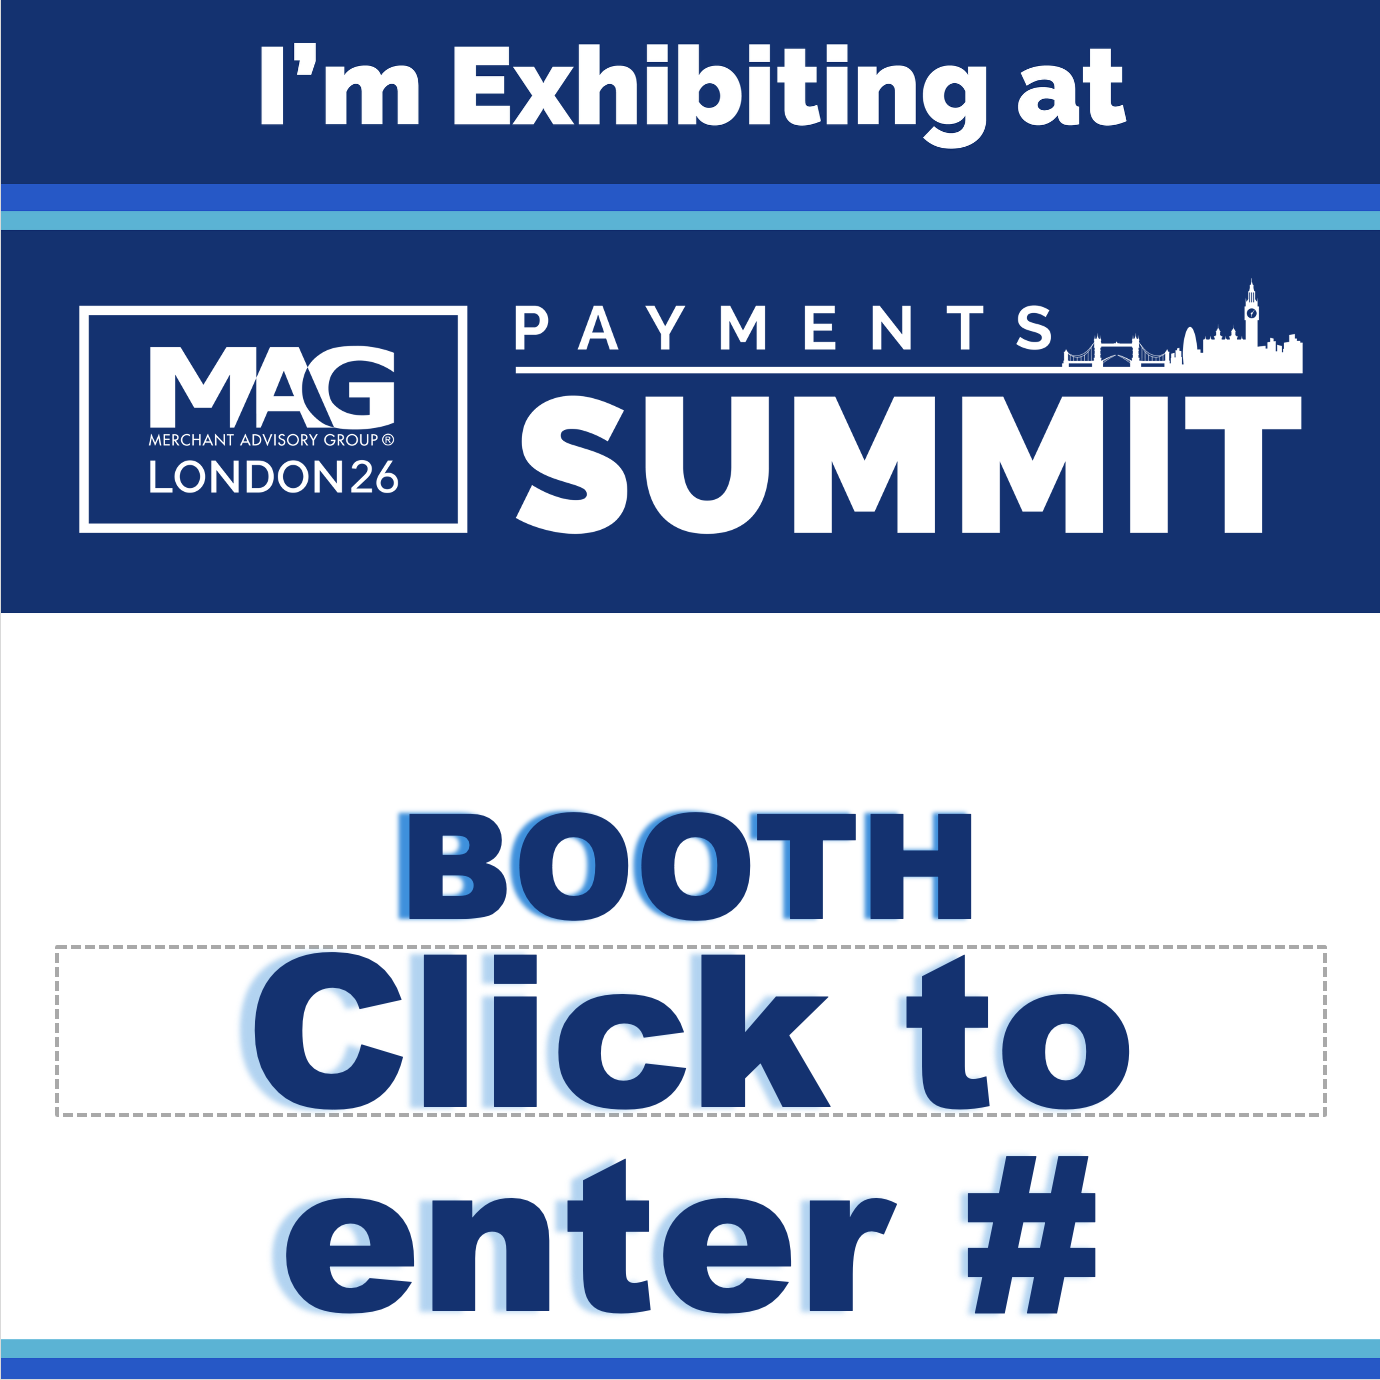 I’m Exhibiting at
PAYMENTS
MAG
SUMMIT
MERCHANT ADVISORY GROUP®
LONDON26
BOOTH
Click to
enter #